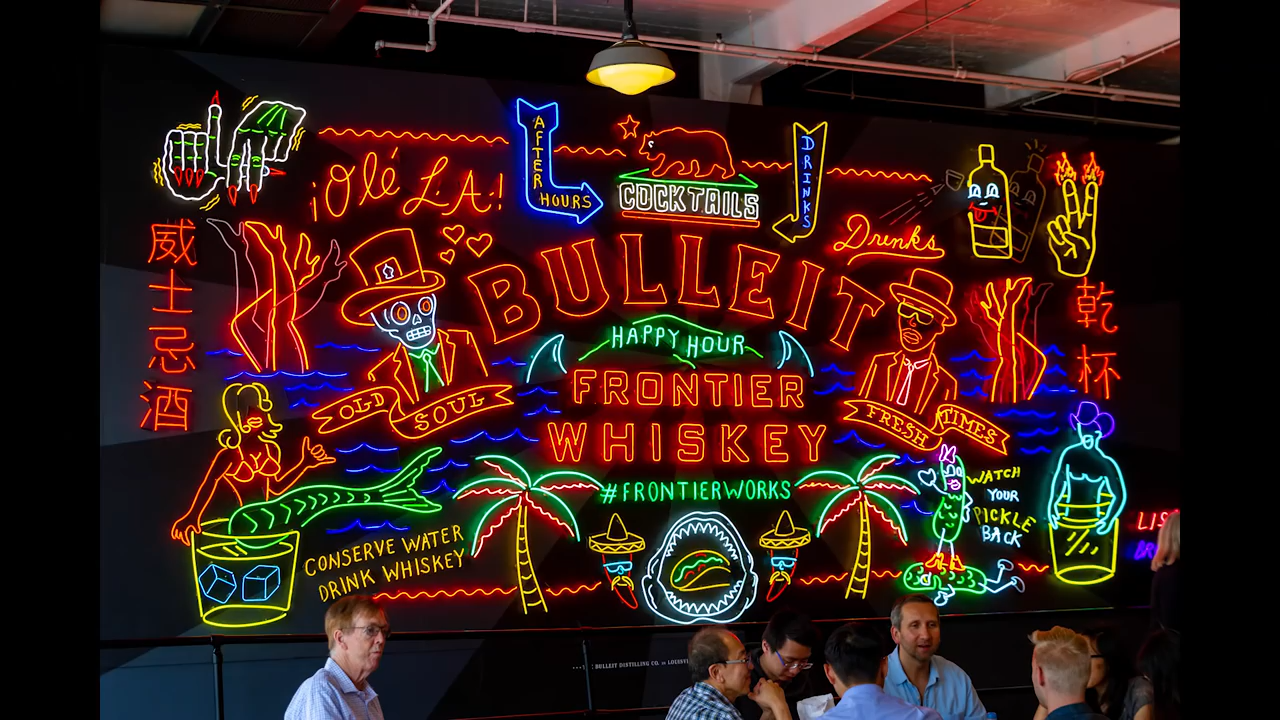 ¡Olé L.A.!
AFTER
HOURS
COCKTAILS
DRINKS
Drinks
BULLEIT
HAPPY HOUR
FRONTIER
WHISKEY
#FRONTIERWORKS
威士忌酒
乾杯
OLD SOUL
FRESH TIMES
CONSERVE WATER
DRINK WHISKEY
WATCH
YOUR
PICKLE
BACK
BULLEIT DISTILLING CO.